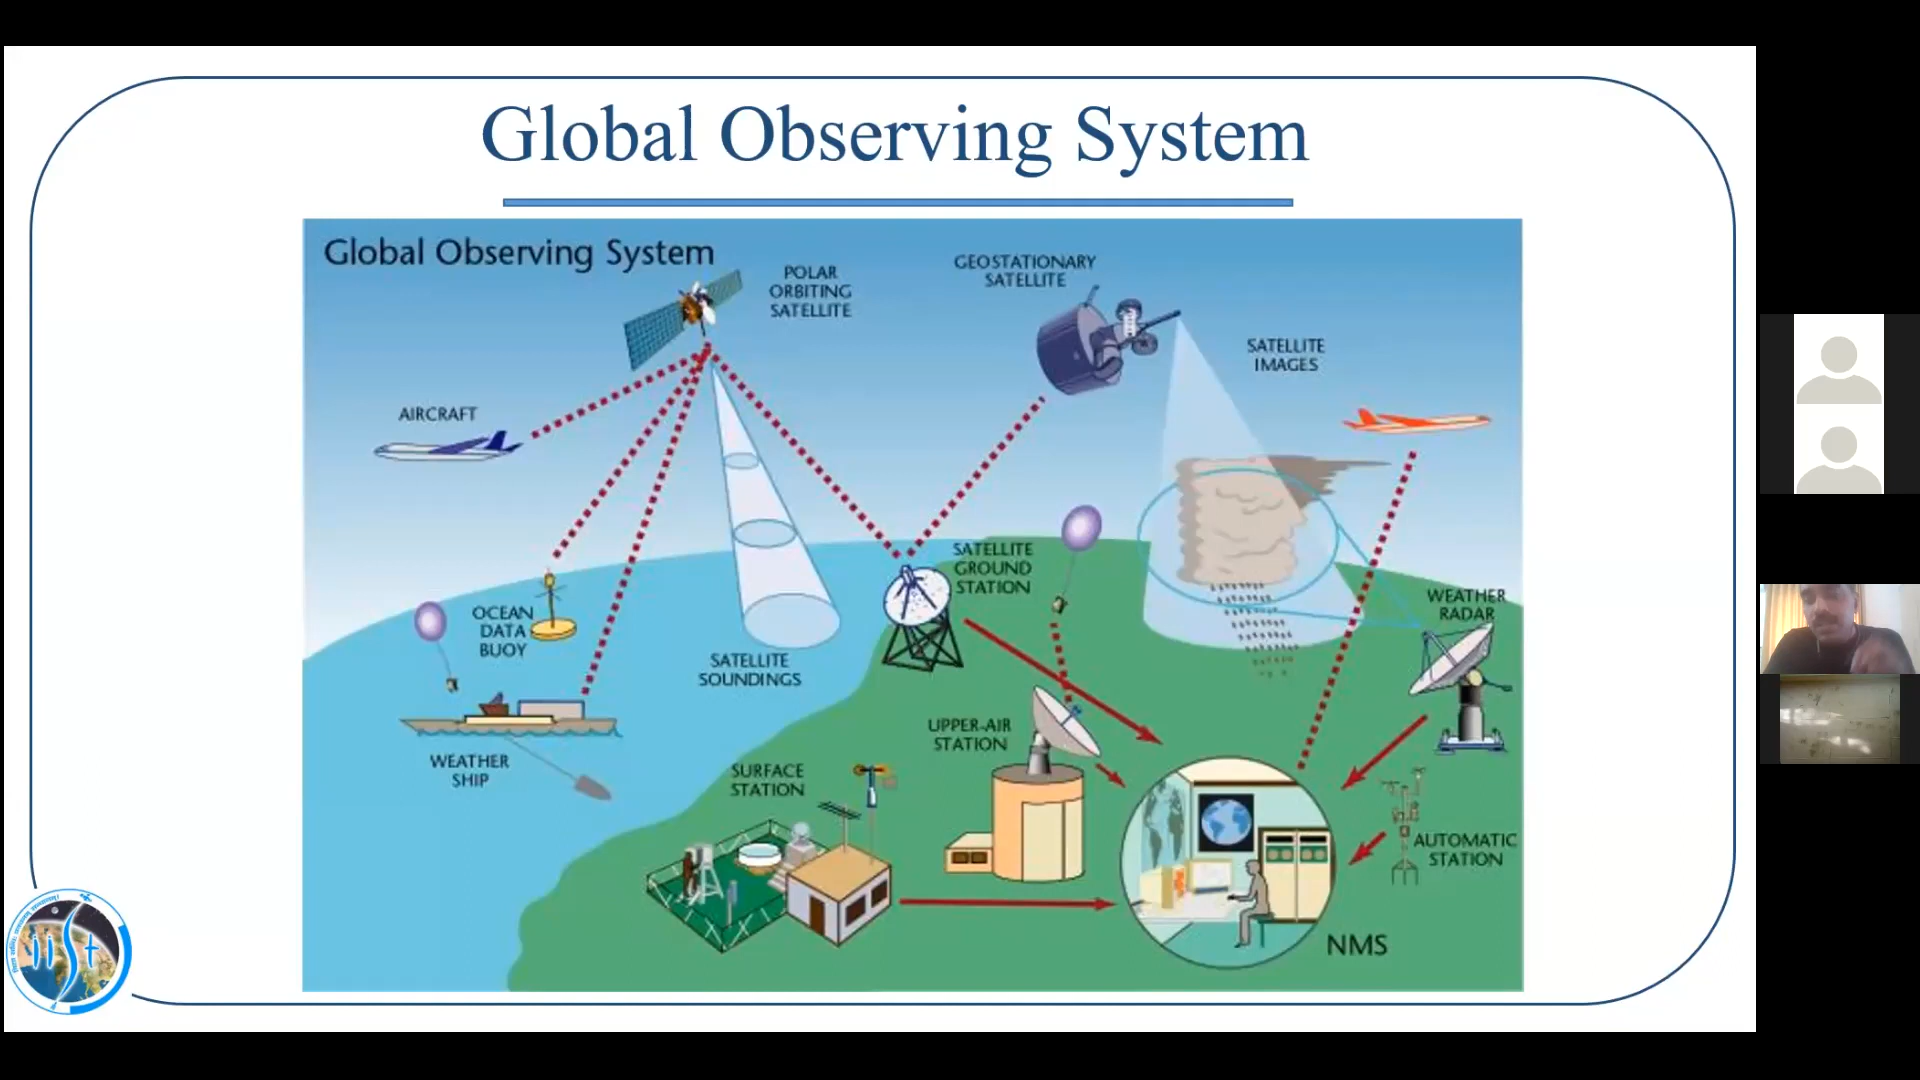 Global Observing System
Global Observing System
POLAR
ORBITING
SATELLITE
GEOSTATIONARY
SATELLITE
SATELLITE
IMAGES
AIRCRAFT
SATELLITE
GROUND
STATION
OCEAN
DATA
BUOY
WEATHER
RADAR
SATELLITE
SOUNDINGS
WEATHER
SHIP
UPPER-AIR
STATION
SURFACE
STATION
AUTOMATIC
STATION
NMS
iist